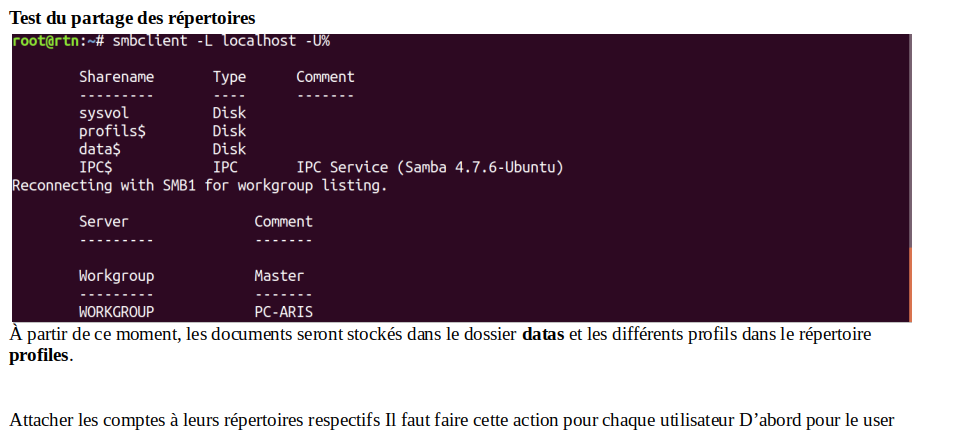 Test du partage des répertoires
root@rtn:~# smbclient -L localhost -U%
Sharename Type Comment
--------- ---- -------
sysvol Disk
profils$ Disk
data$ Disk
IPC$ IPC IPC Service (Samba 4.7.6-Ubuntu)
Reconnecting with SMB1 for workgroup listing.
Server Comment
--------- -------
Workgroup Master
--------- -------
WORKGROUP PC-ARIS
À partir de ce moment, les documents seront stockés dans le dossier datas et les différents profils dans le répertoire
profiles.
Attacher les comptes à leurs répertoires respectifs Il faut faire cette action pour chaque utilisateur D’abord pour le user